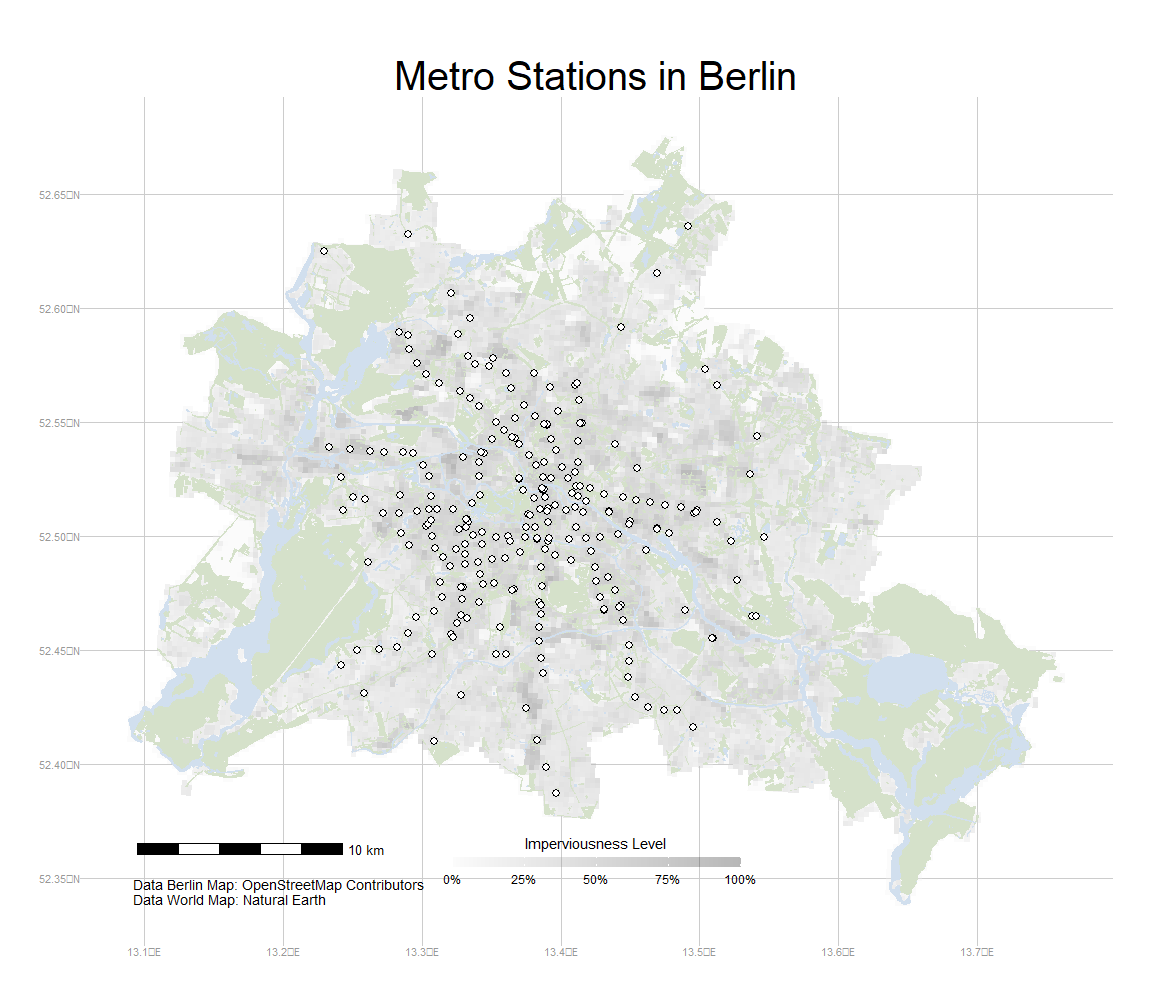 Metro Stations in Berlin
52.65□N
52.60□N
52.55□N
52.50□N
52.45□N
52.40□N
52.35□N
10 km
Imperviousness Level
0% 25% 50% 75% 100%
Data Berlin Map: OpenStreetMap Contributors
Data World Map: Natural Earth
13.1□E 13.2□E 13.3□E 13.4□E 13.5□E 13.6□E 13.7□E